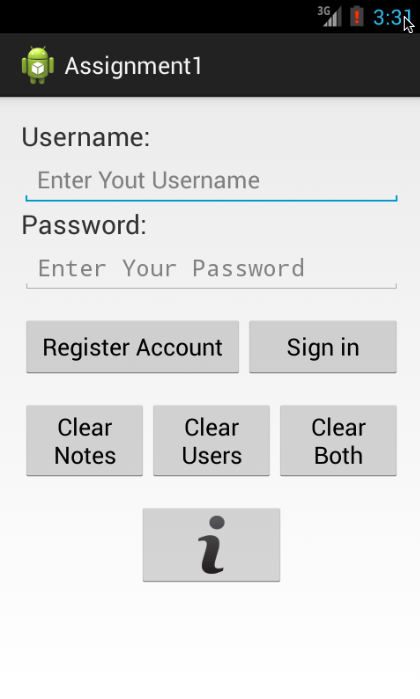 3G 3:31
Assignment1
Username:
Enter Yout Username
Password:
Enter Your Password
Register Account Sign in
Clear Notes Clear Users Clear Both
i